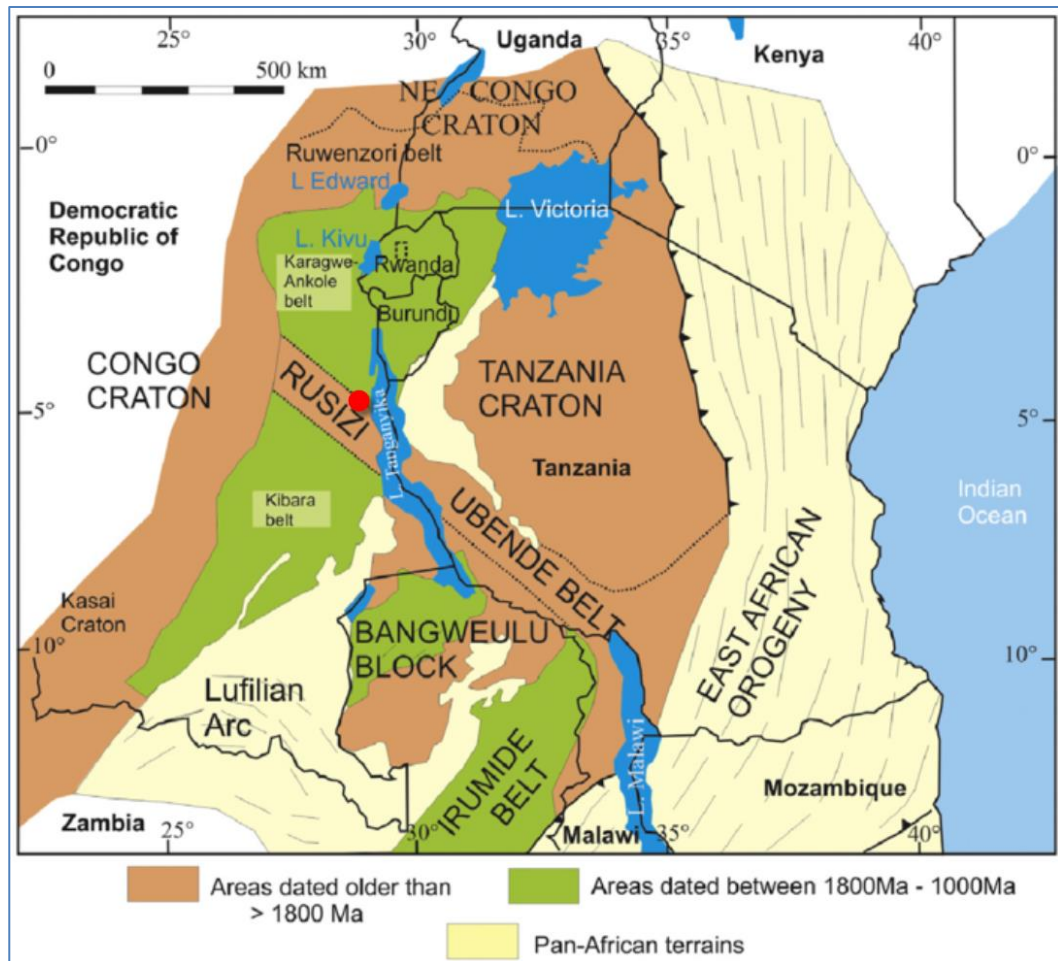 25°
30°
Uganda
35°
Kenya
40°
0
500 km
NE CONGO
CRATON
0°
Ruwenzori belt
L Edward
0°
Democratic
Republic of
Congo
L. Victoria
L. Kivu
Karagwe-
Ankole
belt
Rwanda
Burundi
CONGO
CRATON
RUSIZI
L. Tanganyika
TANZANIA
CRATON
5°
5°
Tanzania
Kibara
belt
Indian
Ocean
UBENDE BELT
EAST AFRICAN
OROGENY
Kasai
Craton
10°
BANGWEULU
BLOCK
10°
Lufilian
Arc
IRUMIDE
BELT
L. Malawi
Mozambique
Zambia
25°
30°
Malawi
35°
40°
Areas dated older than
> 1800 Ma
Areas dated between 1800Ma - 1000Ma
Pan-African terrains